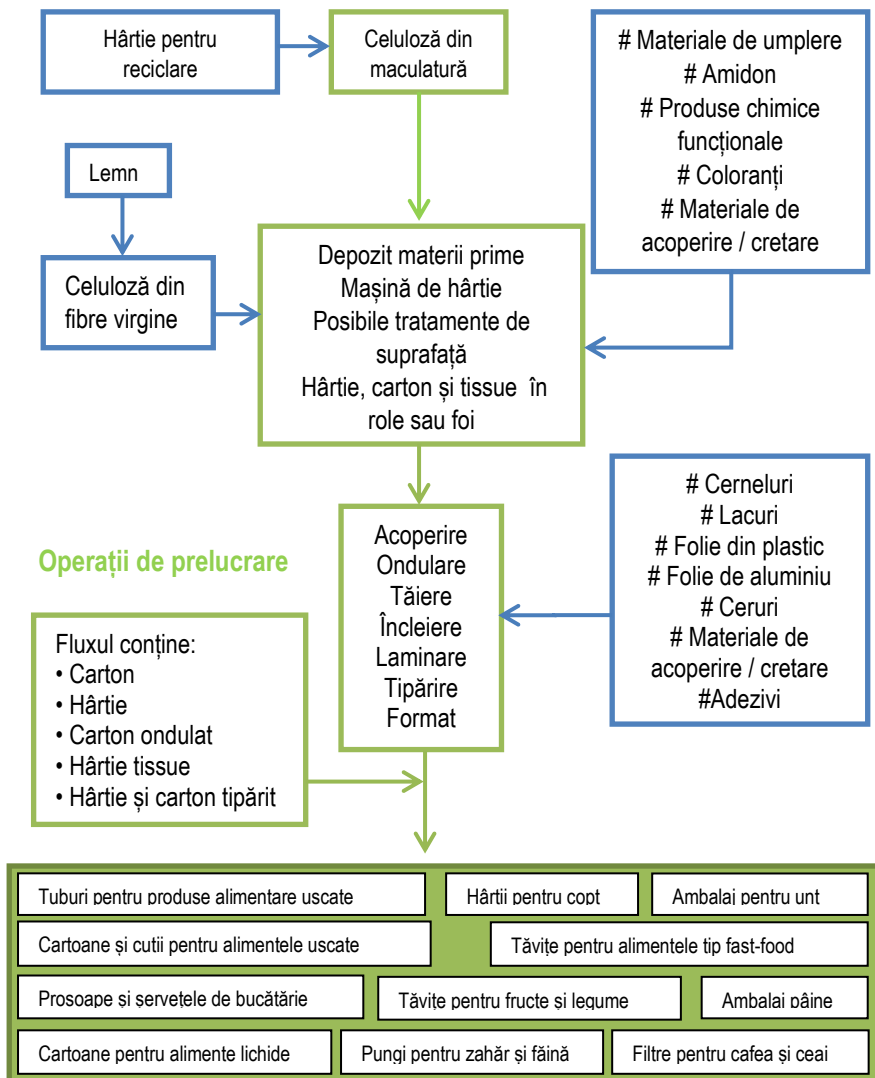 Hârtie pentru
reciclare
Celuloză din
maculatură
# Materiale de umplere
# Amidon
# Produse chimice
funcționale
# Coloranți
# Materiale de
acoperire / cretare
Lemn
Celuloză din
fibre virgine
Depozit materii prime
Mașină de hârtie
Posibile tratamente de
suprafață
Hârtie, carton și tissue în
role sau foi
Operații de prelucrare
Acoperire
Ondulare
Tăiere
Încleiere
Laminare
Tipărire
Format
# Cerneluri
# Lacuri
# Folie din plastic
# Folie de aluminiu
# Ceruri
# Materiale de
acoperire / cretare
#Adezivi
Fluxul conține:
• Carton
• Hârtie
• Carton ondulat
• Hârtie tissue
• Hârtie și carton tipărit
Tuburi pentru produse alimentare uscate
Hârtii pentru copt
Ambalaj pentru unt
Cartoane și cutii pentru alimentele uscate
Tăvițe pentru alimentele tip fast-food
Prosoape și servețele de bucătărie
Tăvițe pentru fructe și legume
Ambalaj pâine
Cartoane pentru alimente lichide
Pungi pentru zahăr și făină
Filtre pentru cafea și ceai